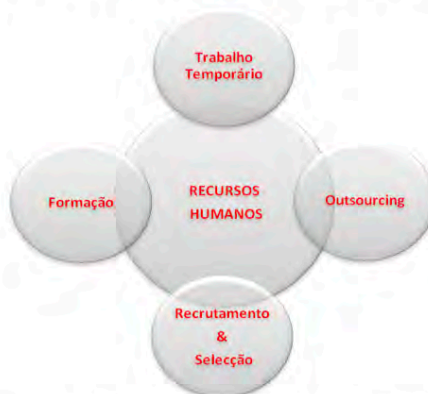 Trabalho
Temporário
Formação
RECURSOS
HUMANOS
Outsourcing
Recrutamento
&
Selecção